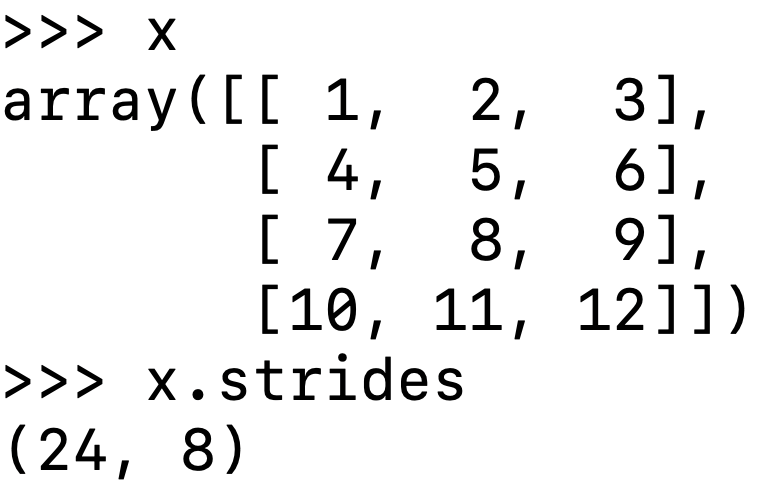 >>> x
array([[ 1,  2,  3],
       [ 4,  5,  6],
       [ 7,  8,  9],
       [10, 11, 12]])
>>> x.strides
(24, 8)